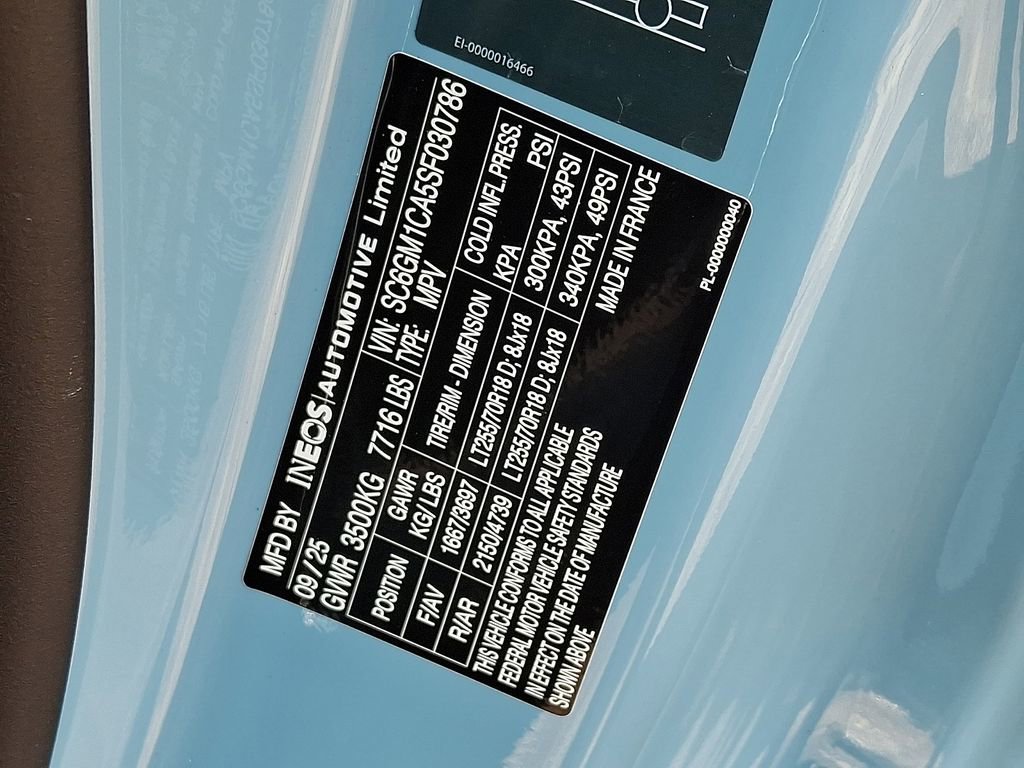 EI-0000016466
MFD BY INEOS|AUTOMOTIVE Limited
09/25 VIN: SC6GM1CA5SF030786
GVWR 3500KG 7716 LBS TYPE: MPV
POSITION GAWR KG/LBS TIRE/RIM - DIMENSION COLD INFL.PRESS. KPA PSI
F/AV 1667/3697 LT255/70R18 D; 8Jx18 300KPA, 43PSI
R/AR 2150/4739 LT255/70R18 D; 8Jx18 340KPA, 49PSI
THIS VEHICLE CONFORMS TO ALL APPLICABLE MADE IN FRANCE
FEDERAL MOTOR VEHICLE SAFETY STANDARDS
IN EFFECT ON THE DATE OF MANUFACTURE
SHOWN ABOVE
PL-0000000040